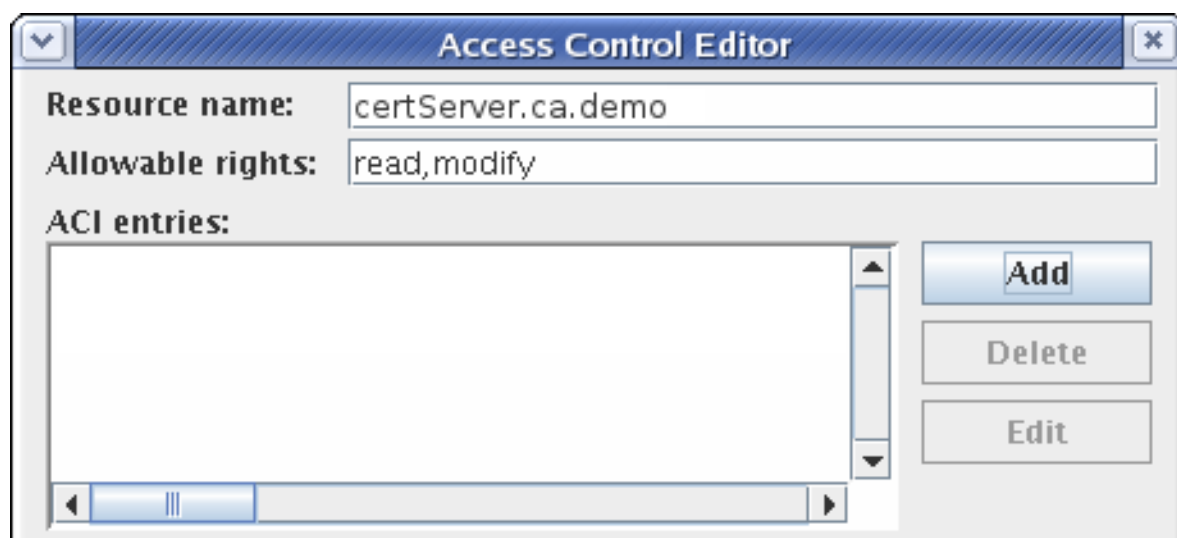 Access Control Editor
Resource name: certServer.ca.demo
Allowable rights: read,modify
ACI entries:
Add
Delete
Edit